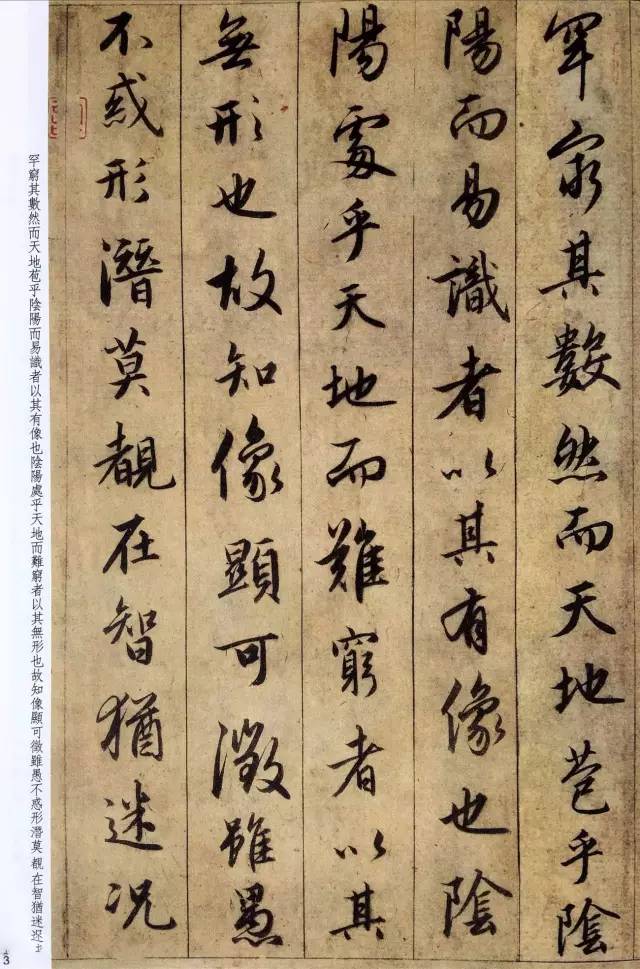 罕窮其數然而天地苞乎陰
陽而易識者以其有像也陰
陽處乎天地而難窮者以其
無形也故知像顯可徵雖愚
不惑形潛莫覩在智猶迷况
罕窮其數然而天地苞乎陰陽而易識者以其有像也陰陽處乎天地而難窮者以其無形也故知像顯可徵雖愚不惑形潛莫覩在智猶迷
3